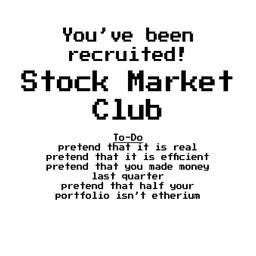 You've been
recruited!
Stock Market
Club
To-Do
pretend that it is real
pretend that it is efficient
pretend that you made money
last quarter
pretend that half your
portfolio isn't etherium